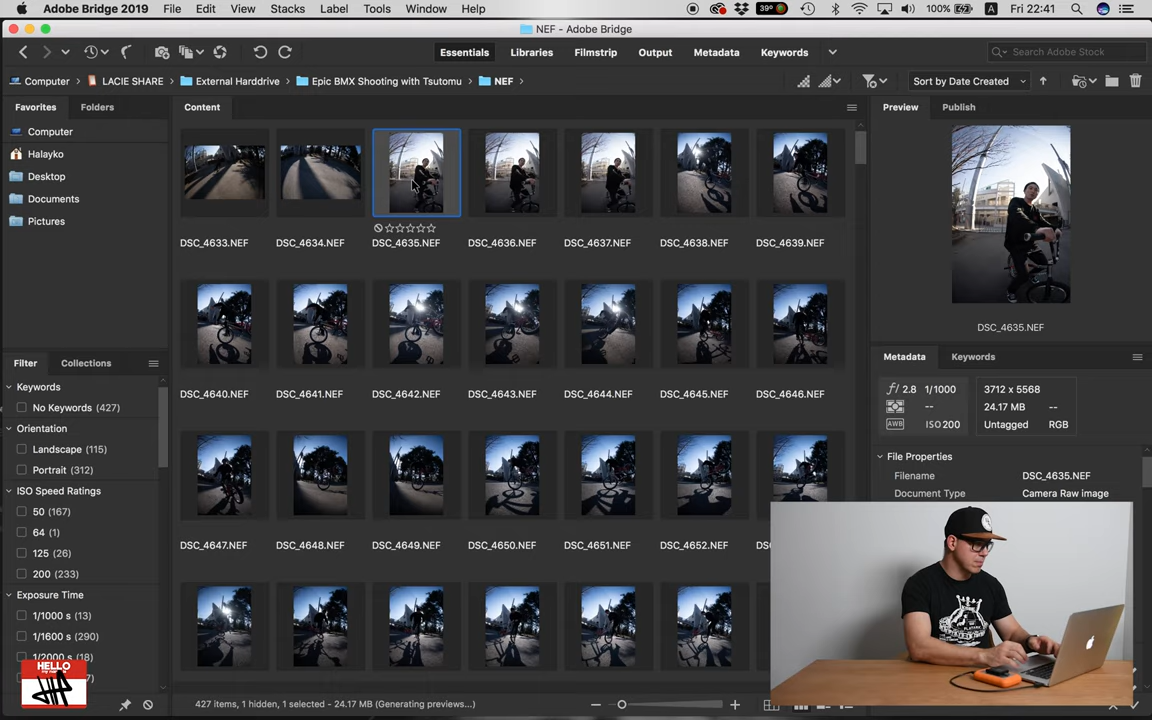 Adobe Bridge 2019 File Edit View Stacks Label Tools Window Help 39° 100% A Fri 22:41
NEF - Adobe Bridge
Essentials Libraries Filmstrip Output Metadata Keywords Search Adobe Stock
Computer LACIE SHARE External Harddrive Epic BMX Shooting with Tsutomu NEF Sort by Date Created
Favorites Folders Content Preview Publish
Computer
Halayko
Desktop
Documents
Pictures
DSC_4633.NEF DSC_4634.NEF DSC_4635.NEF DSC_4636.NEF DSC_4637.NEF DSC_4638.NEF DSC_4639.NEF
DSC_4640.NEF DSC_4641.NEF DSC_4642.NEF DSC_4643.NEF DSC_4644.NEF DSC_4645.NEF DSC_4646.NEF
DSC_4647.NEF DSC_4648.NEF DSC_4649.NEF DSC_4650.NEF DSC_4651.NEF DSC_4652.NEF
DSC_4635.NEF
Filter Collections
Keywords
No Keywords (427)
Orientation
Landscape (115)
Portrait (312)
ISO Speed Ratings
50 (167)
64 (1)
125 (26)
200 (233)
Exposure Time
1/1000 s (13)
1/1600 s (290)
1/2000 s (18)
Metadata Keywords
f/ 2.8 1/1000 3712 x 5568
-- 24.17 MB --
AWB ISO 200 Untagged RGB
File Properties
Filename DSC_4635.NEF
Document Type Camera Raw image
HELLO
427 items, 1 hidden, 1 selected - 24.17 MB (Generating previews...)